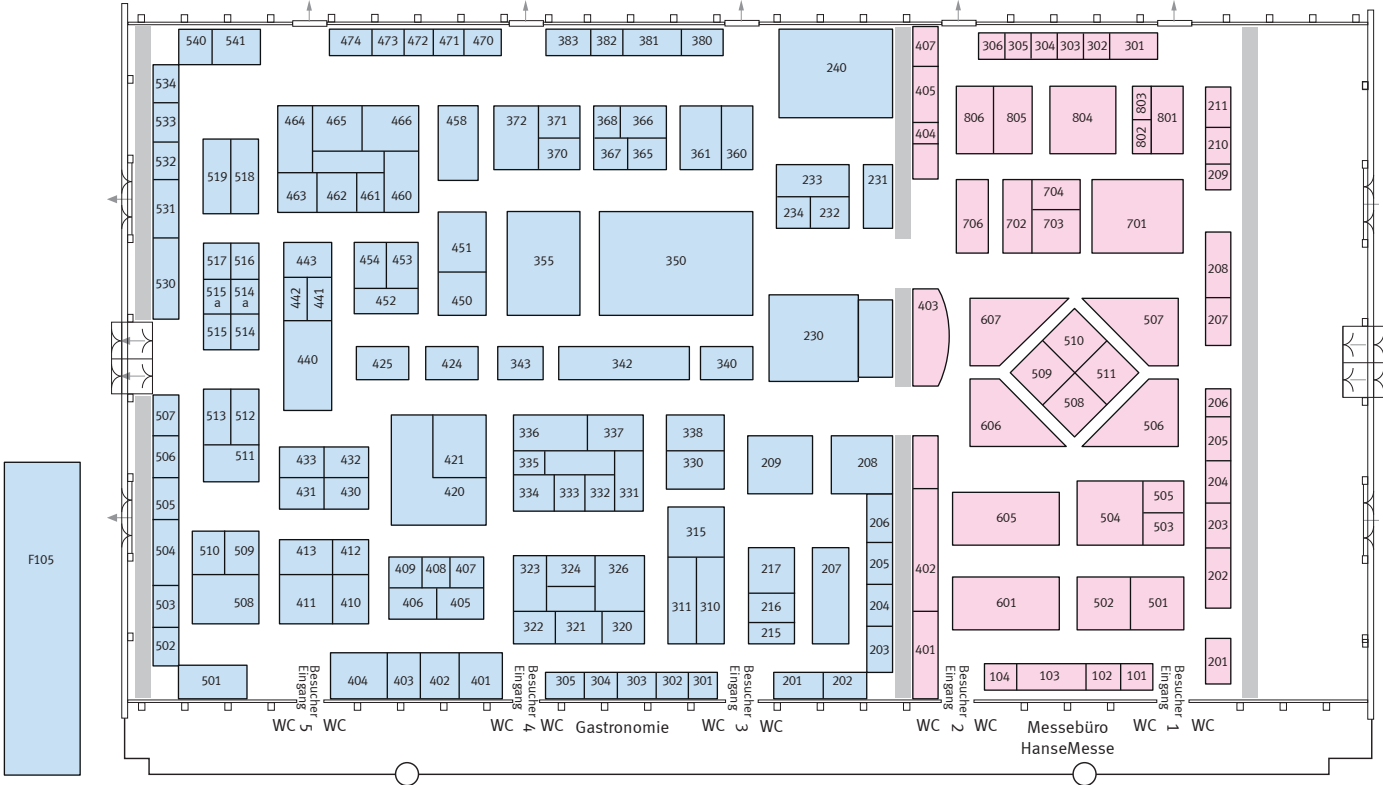 540 541 474 473 472 471 470 383 382 381 380 407 306 305 304 303 302 301
240
534 405 211
533 464 465 466 458 372 371 368 366 806 805 804 803 801
404 210
532 370 367 365 361 360 802
519 518 463 462 461 460 233 231 209
531 234 232 706 702 704 703 701
451 355 350
517 516 443 454 453 208
530 515 a 514 a 442 441 452 450 403 207
515 514 607 510 507
440 425 424 343 342 340 230 509 511
508
507 513 512 206
506 511 336 337 338 606 506 205
433 432 421 335 330 209 208
431 430 420 334 333 332 331 204
505 605 504 505 503 203
504 510 509 413 412 315 206
F105 409 408 407 323 324 326 217 207 205 402 202
503 508 411 410 406 405 311 310 216 204 601 502 501
502 322 321 320 215 203 401 201
501 404 403 402 401 305 304 303 302 301 201 202 104 103 102 101
Besucher
Eingang 5
Besucher
Eingang 4
Besucher
Eingang 3
Besucher
Eingang 2
Besucher
Eingang 1
WC WC WC WC Gastronomie WC WC WC WC Messebüro WC WC
HanseMesse